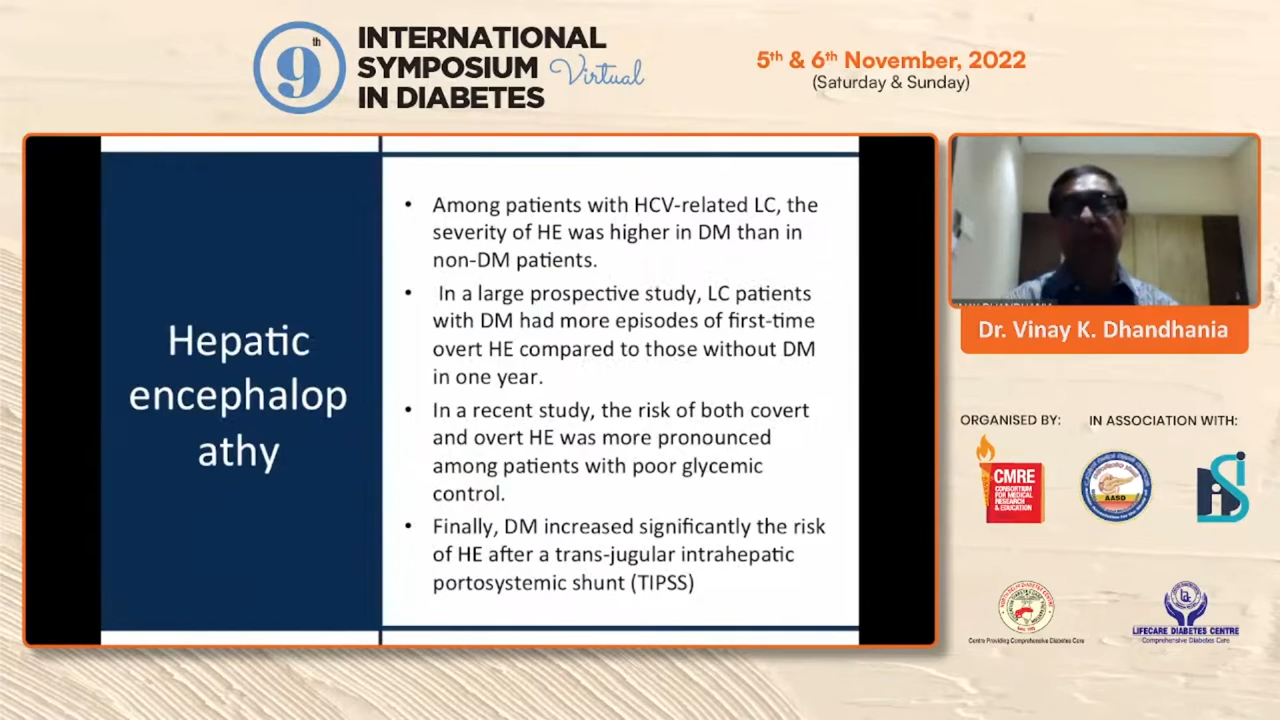 9th
INTERNATIONAL
SYMPOSIUM Virtual
IN DIABETES
5th & 6th November, 2022
(Saturday & Sunday)
Hepatic
encephalop
athy
• Among patients with HCV-related LC, the
severity of HE was higher in DM than in
non-DM patients.
• In a large prospective study, LC patients
with DM had more episodes of first-time
overt HE compared to those without DM
in one year.
• In a recent study, the risk of both covert
and overt HE was more pronounced
among patients with poor glycemic
control.
• Finally, DM increased significantly the risk
of HE after a trans-jugular intrahepatic
portosystemic shunt (TIPSS)
Dr. Vinay K. Dhandhania
ORGANISED BY:
IN ASSOCIATION WITH:
CMRE
CONSORTIUM
FOR MEDICAL
RESEARCH
& EDUCATION
AASD
Centre Providing Comprehensive Diabetes Care
LIFECARE DIABETES CENTRE
Comprehensive Diabetes Care